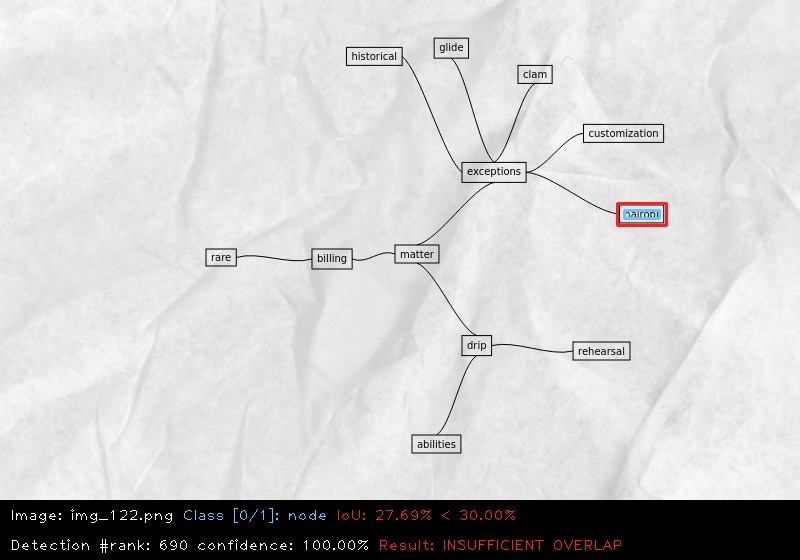 glide
historical
clam
customization
exceptions
rare
billing
matter
drip
rehearsal
abilities
Image: img_122.png Class [0/1]: node IoU: 27.69% < 30.00%
Detection #rank: 690 confidence: 100.00% Result: INSUFFICIENT OVERLAP